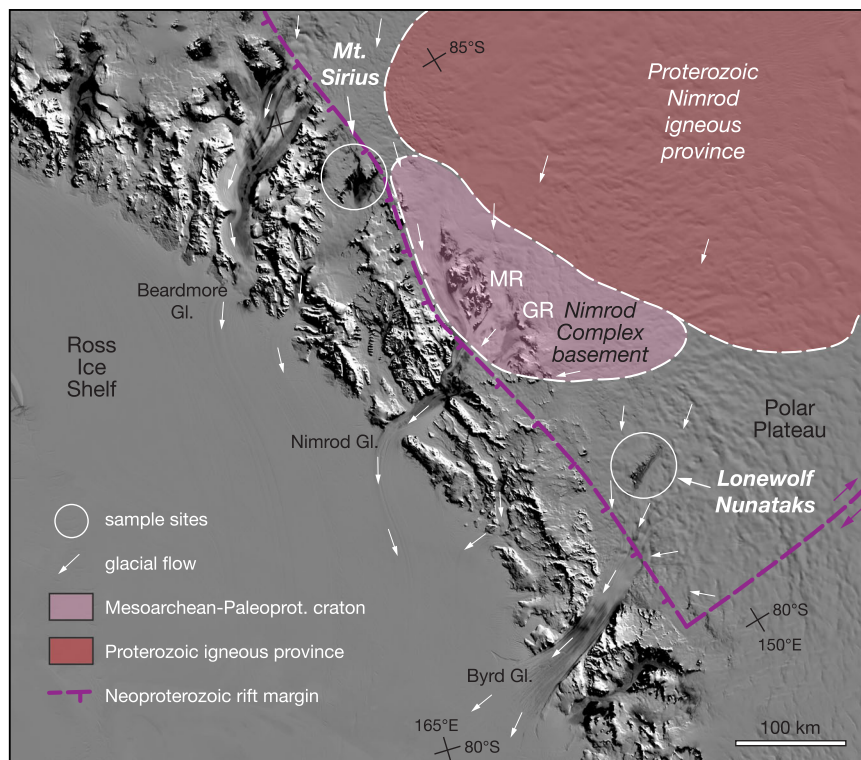 Mt.
Sirius
85°S
Proterozoic
Nimrod
igneous
province
MR
GR
Nimrod
Complex
basement
Beardmore
Gl.
Ross
Ice
Shelf
Nimrod Gl.
Polar
Plateau
Lonewolf
Nunataks
sample sites
glacial flow
Mesoarchean-Paleoprot. craton
Proterozoic igneous province
Neoproterozoic rift margin
80°S
150°E
Byrd Gl.
165°E
80°S
100 km